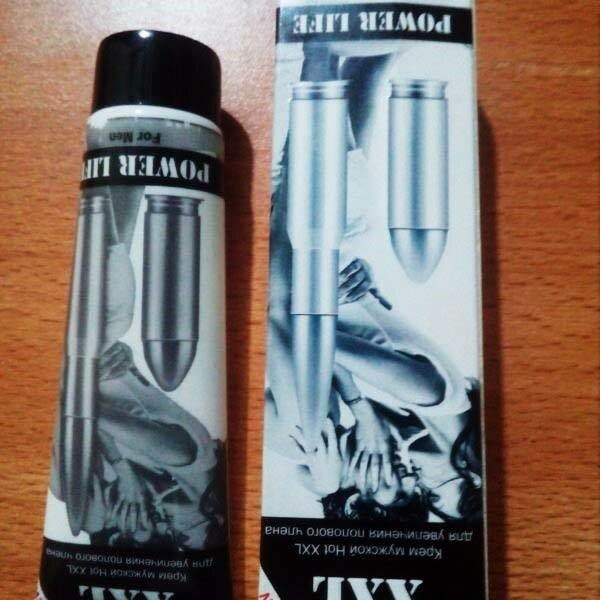 XXL
Крем мужской Hot XXL
для увеличения полового члена
POWER LIFE
XXL
Крем мужской Hot XXL
для увеличения полового члена
POWER LIFE
For Men